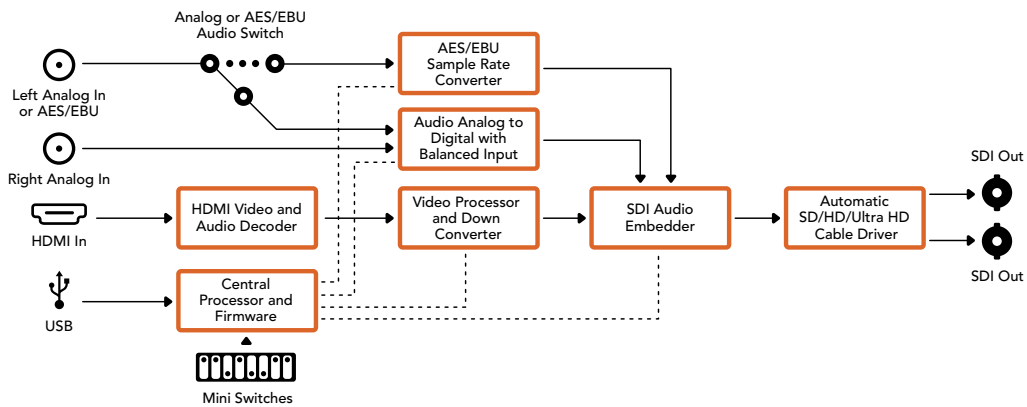 Analog or AES/EBU
Audio Switch
Left Analog In
or AES/EBU
AES/EBU
Sample Rate
Converter
Audio Analog to
Digital with
Balanced Input
Right Analog In
HDMI In
HDMI Video and
Audio Decoder
Video Processor
and Down
Converter
SDI Audio
Embedder
Automatic
SD/HD/Ultra HD
Cable Driver
SDI Out
SDI Out
USB
Central
Processor and
Firmware
Mini Switches